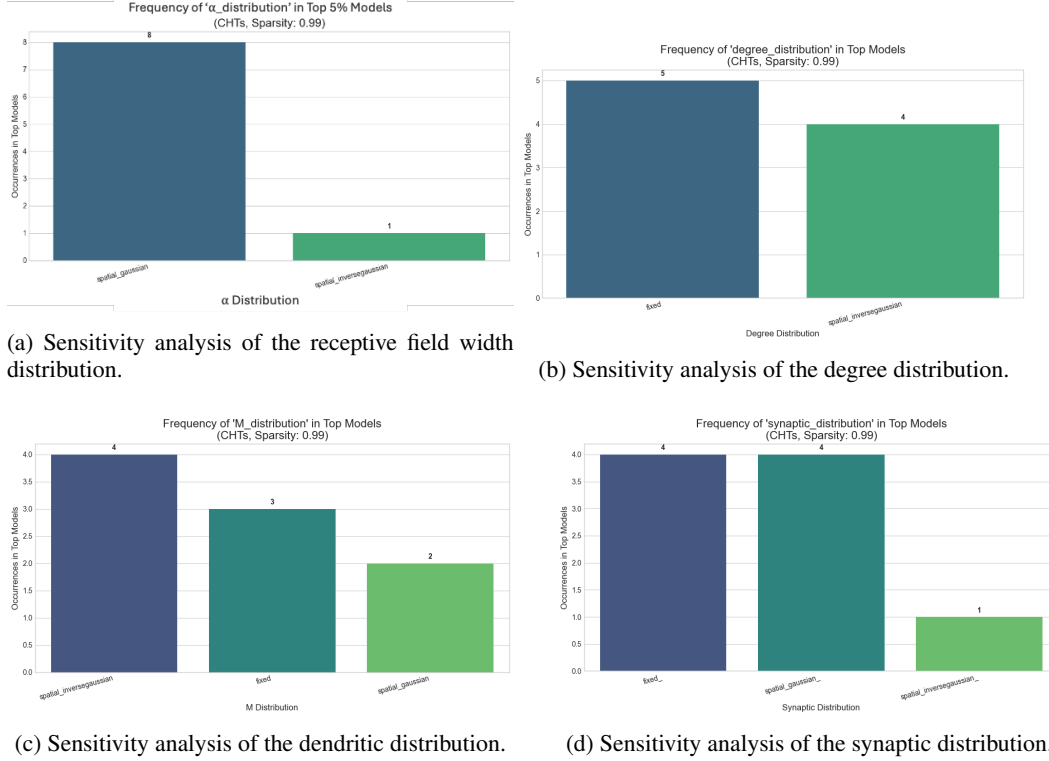 Frequency of ‘α_distribution’ in Top 5% Models
(CHTs, Sparsity: 0.99)
8
8
7
6
5
4
3
2
1
0
1
Occurrences in Top Models
spatial_gaussian
spatial_inversegaussian
α Distribution
(a) Sensitivity analysis of the receptive field width
distribution.
Frequency of 'degree_distribution' in Top Models
(CHTs, Sparsity: 0.99)
5
5
4
3
2
1
0
4
Occurrences in Top Models
fixed
spatial_inversegaussian
Degree Distribution
(b) Sensitivity analysis of the degree distribution.
Frequency of 'M_distribution' in Top Models
(CHTs, Sparsity: 0.99)
4
4.0
3.5
3.0
2.5
2.0
1.5
1.0
0.5
0.0
3
2
Occurrences in Top Models
spatial_inversegaussian
fixed
spatial_gaussian
M Distribution
(c) Sensitivity analysis of the dendritic distribution.
Frequency of 'synaptic_distribution' in Top Models
(CHTs, Sparsity: 0.99)
4
4
4.0
3.5
3.0
2.5
2.0
1.5
1.0
0.5
0.0
1
Occurrences in Top Models
fixed_
spatial_gaussian_
spatial_inversegaussian_
Synaptic Distribution
(d) Sensitivity analysis of the synaptic distribution.